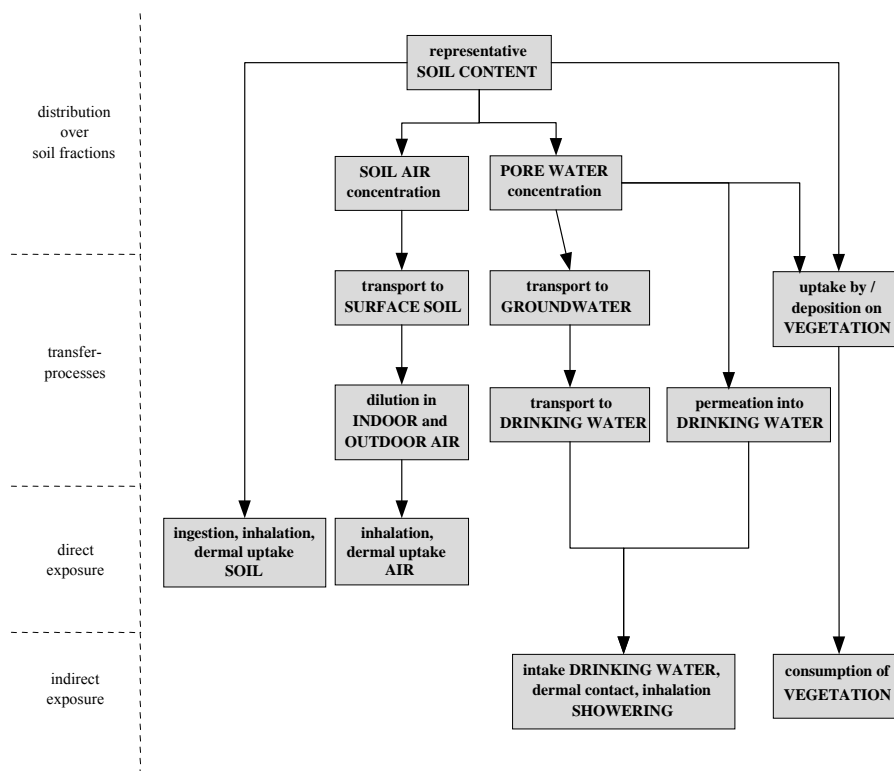 representative
SOIL CONTENT
distribution
over
soil fractions
SOIL AIR
concentration
PORE WATER
concentration
transport to
SURFACE SOIL
transport to
GROUNDWATER
uptake by /
deposition on
VEGETATION
transfer-
processes
dilution in
INDOOR and
OUTDOOR AIR
transport to
DRINKING WATER
permeation into
DRINKING WATER
direct
exposure
ingestion, inhalation,
dermal uptake
SOIL
inhalation,
dermal uptake
AIR
indirect
exposure
intake DRINKING WATER,
dermal contact, inhalation
SHOWERING
consumption of
VEGETATION